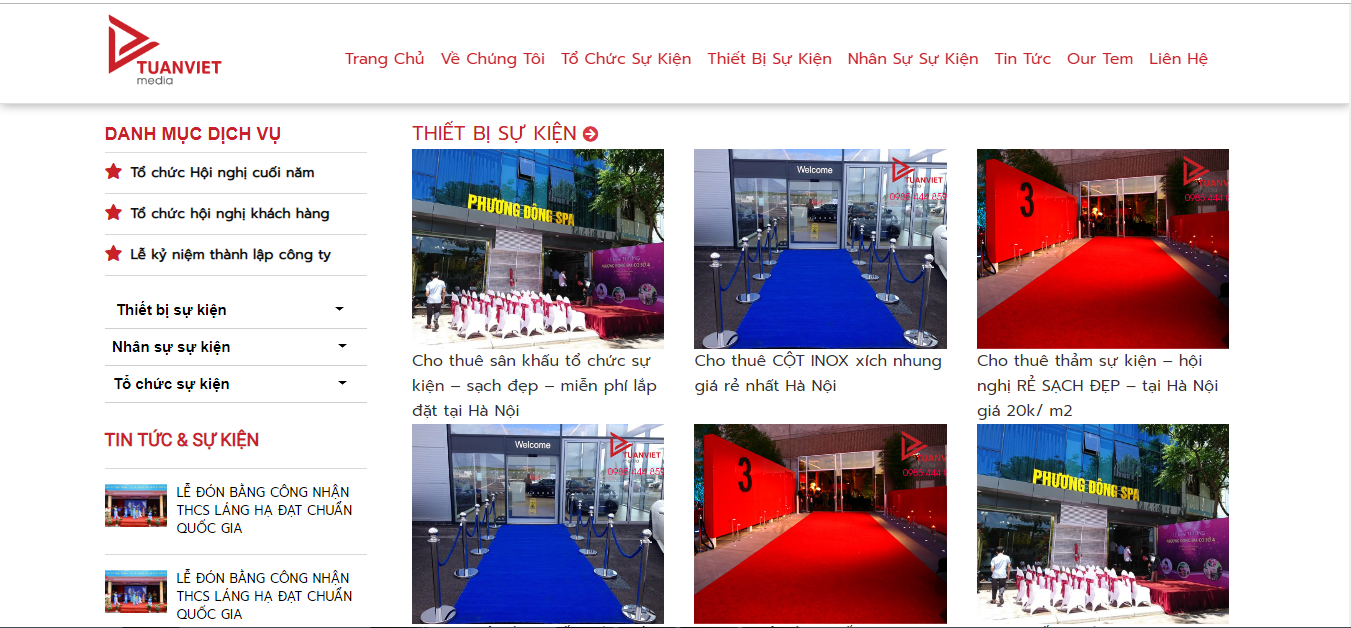 TUANVIET
media
Trang Chủ Về Chúng Tôi Tổ Chức Sự Kiện Thiết Bị Sự Kiện Nhân Sự Sự Kiện Tin Tức Our Tem Liên Hệ
DANH MỤC DỊCH VỤ
Tổ chức Hội nghị cuối năm
Tổ chức hội nghị khách hàng
Lễ kỷ niệm thành lập công ty
Thiết bị sự kiện
Nhân sự sự kiện
Tổ chức sự kiện
TIN TỨC & SỰ KIỆN
LỄ ĐÓN BẰNG CÔNG NHẬN
THCS LÁNG HẠ ĐẠT CHUẨN
QUỐC GIA
LỄ ĐÓN BẰNG CÔNG NHẬN
THCS LÁNG HẠ ĐẠT CHUẨN
QUỐC GIA
THIẾT BỊ SỰ KIỆN
PHƯƠNG ĐÔNG SPA
Cho thuê sân khấu tổ chức sự
kiện – sạch đẹp – miễn phí lắp
đặt tại Hà Nội
Welcome
TUANVIET
media
Cho thuê CỘT INOX xích nhung
giá rẻ nhất Hà Nội
3
Cho thuê thảm sự kiện – hội
nghị RẺ SẠCH ĐẸP – tại Hà Nội
giá 20k/ m2
Welcome
TUANVIET
media
3
PHƯƠNG ĐÔNG SPA